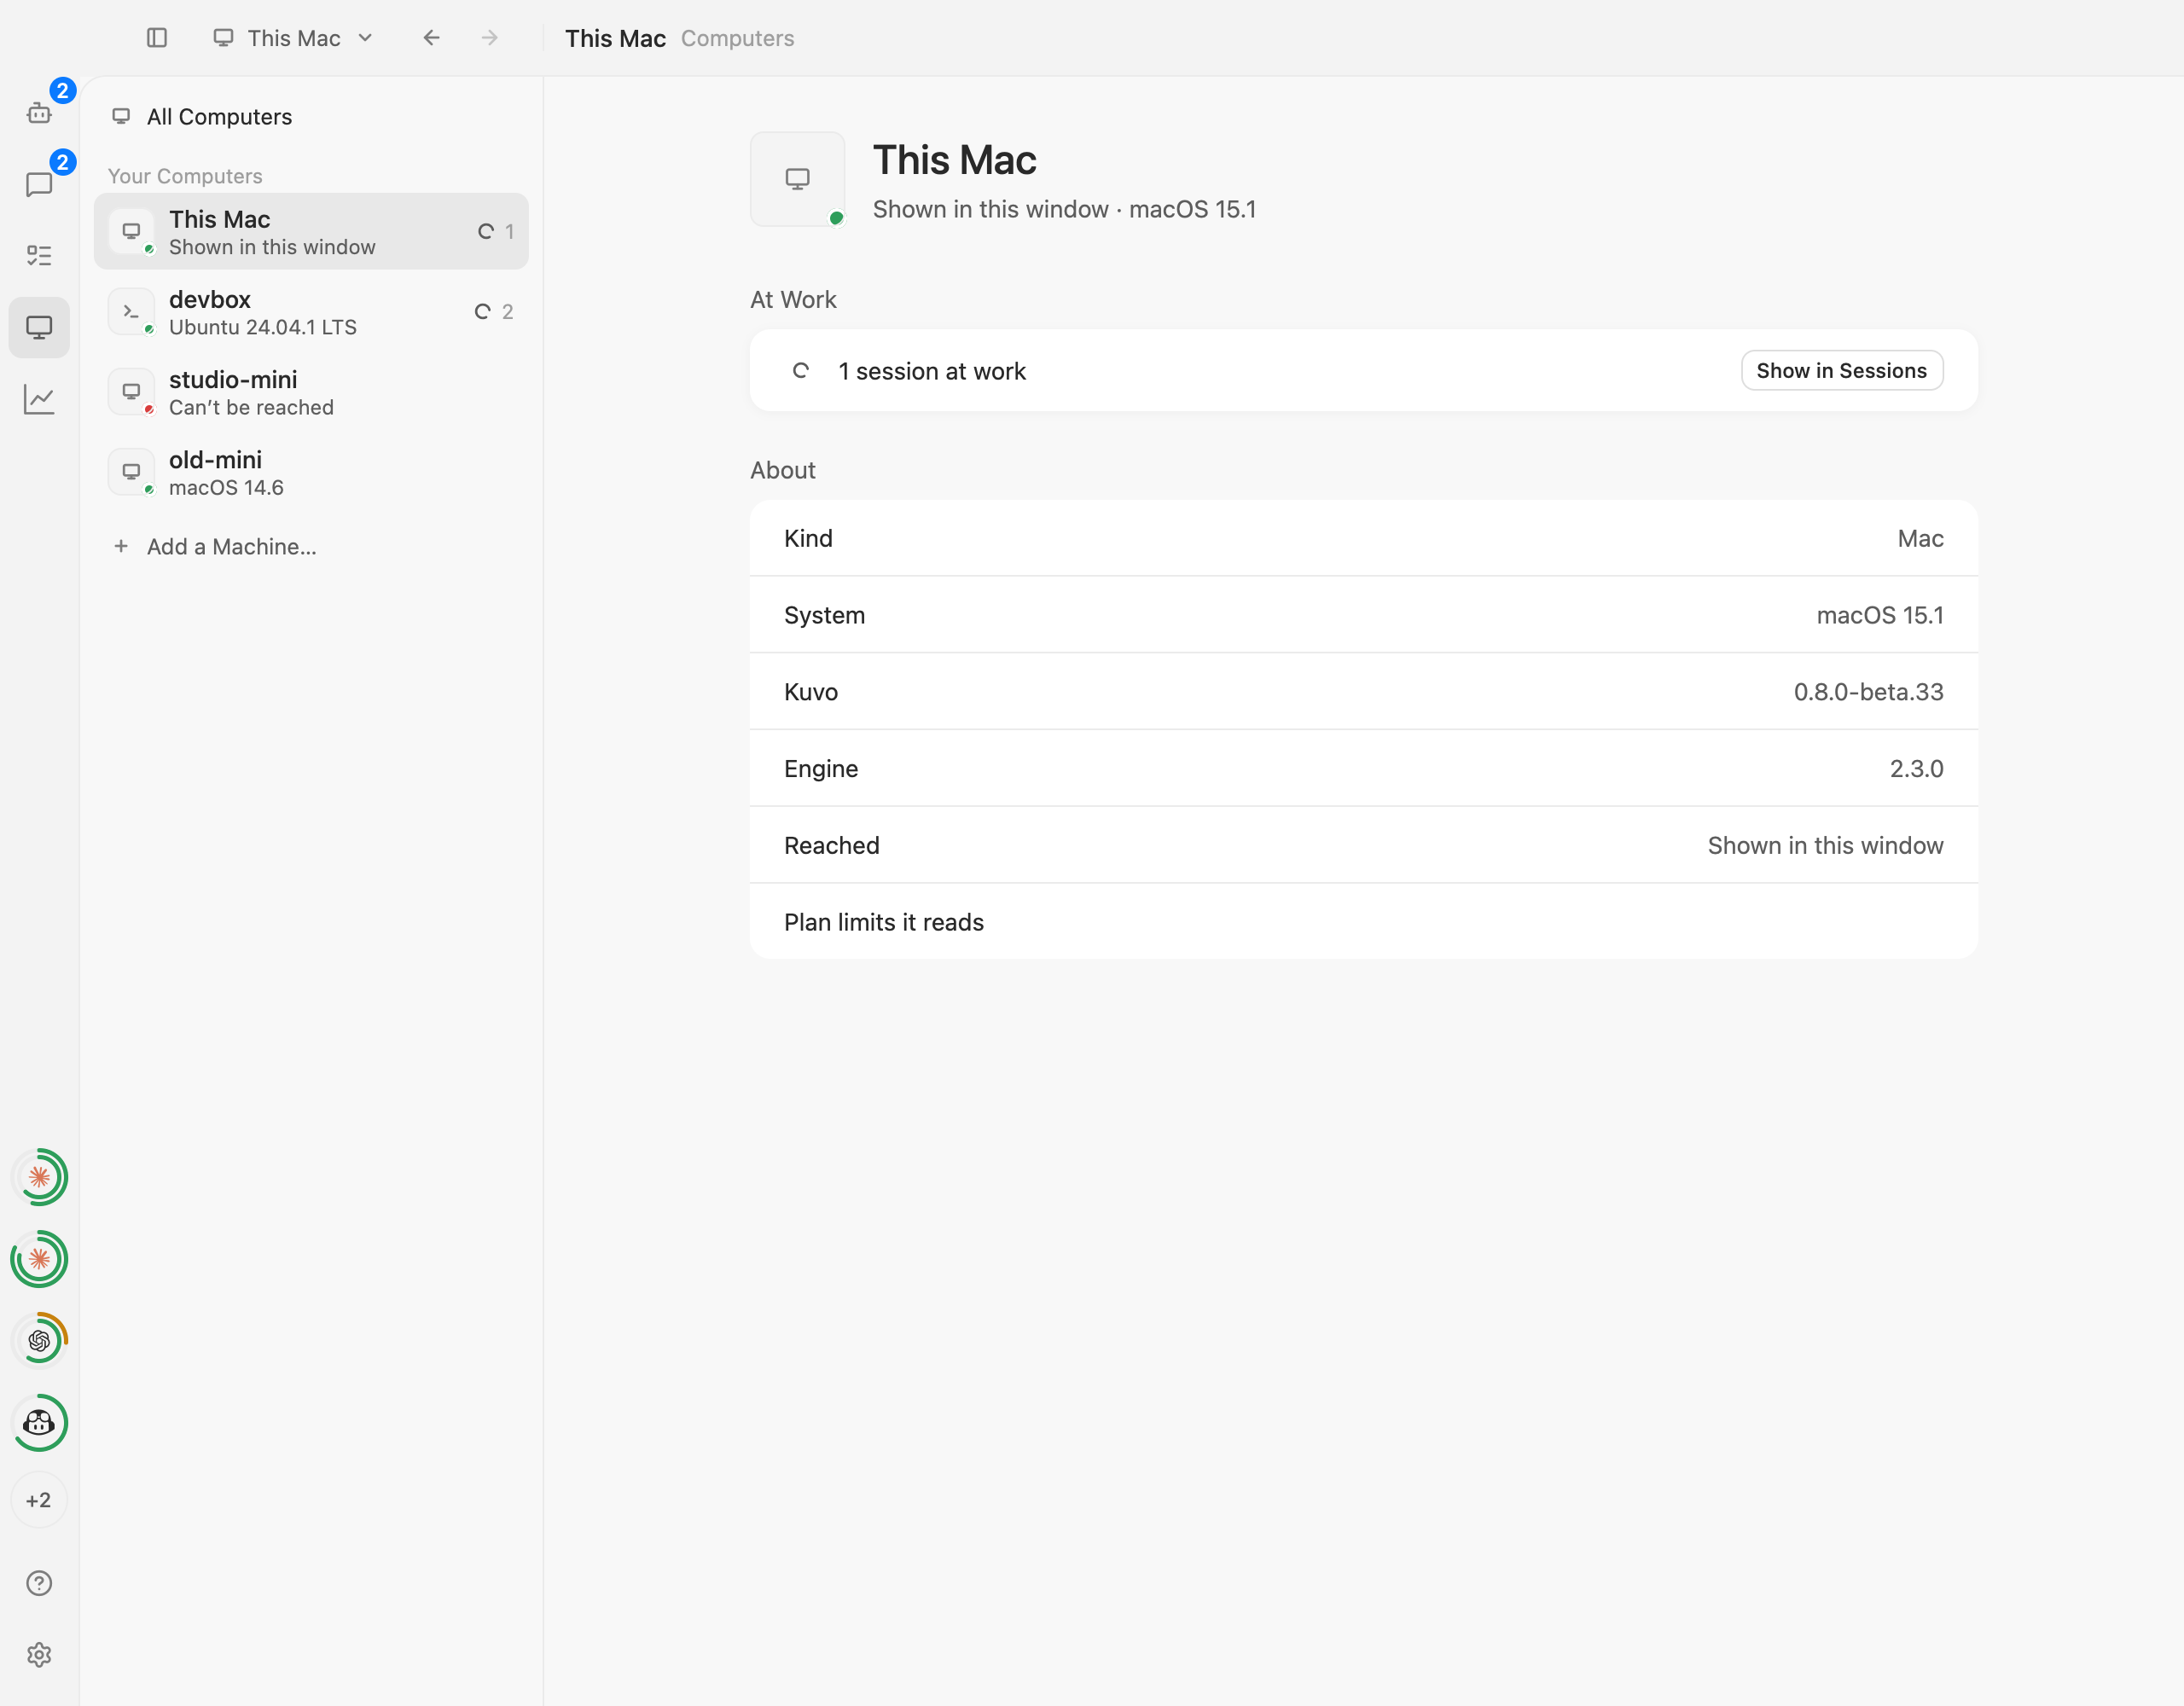 This Mac
This Mac Computers
2
2
All Computers
Your Computers
This Mac
Shown in this window
1
devbox
Ubuntu 24.04.1 LTS
2
studio-mini
Can’t be reached
old-mini
macOS 14.6
Add a Machine...
+2
This Mac
Shown in this window · macOS 15.1
At Work
1 session at work
Show in Sessions
About
Kind Mac
System macOS 15.1
Kuvo 0.8.0-beta.33
Engine 2.3.0
Reached Shown in this window
Plan limits it reads